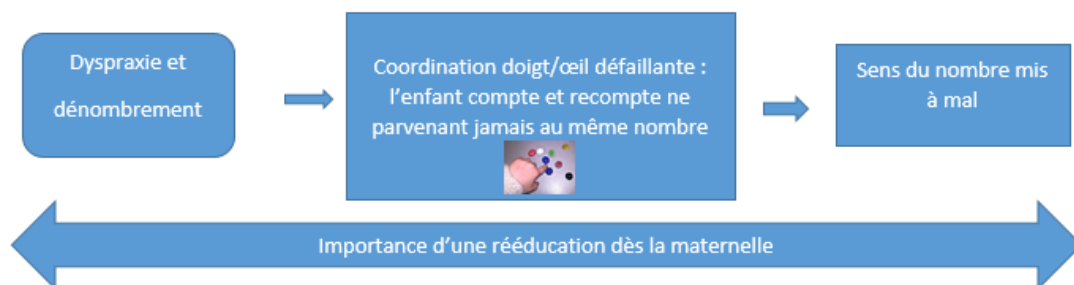 Dyspraxie et
dénombrement
Coordination doigt/œil défaillante :
l'enfant compte et recompte ne
parvenant jamais au même nombre
Sens du nombre mis
à mal
Importance d'une rééducation dès la maternelle